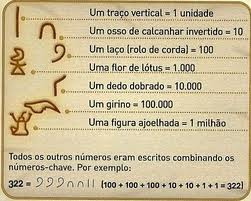 Um traço vertical = 1 unidade
Um osso de calcanhar invertido = 10
Um laço (rolo de corda) = 100
Uma flor de lótus = 1.000
Um dedo dobrado = 10.000
Um girino = 100.000
Uma figura ajoelhada = 1 milhão
Todos os outros números eram escritos combinando os
números-chave. Por exemplo:
322 = (100 + 100 + 100 + 10 + 10 + 1 + 1 = 322)